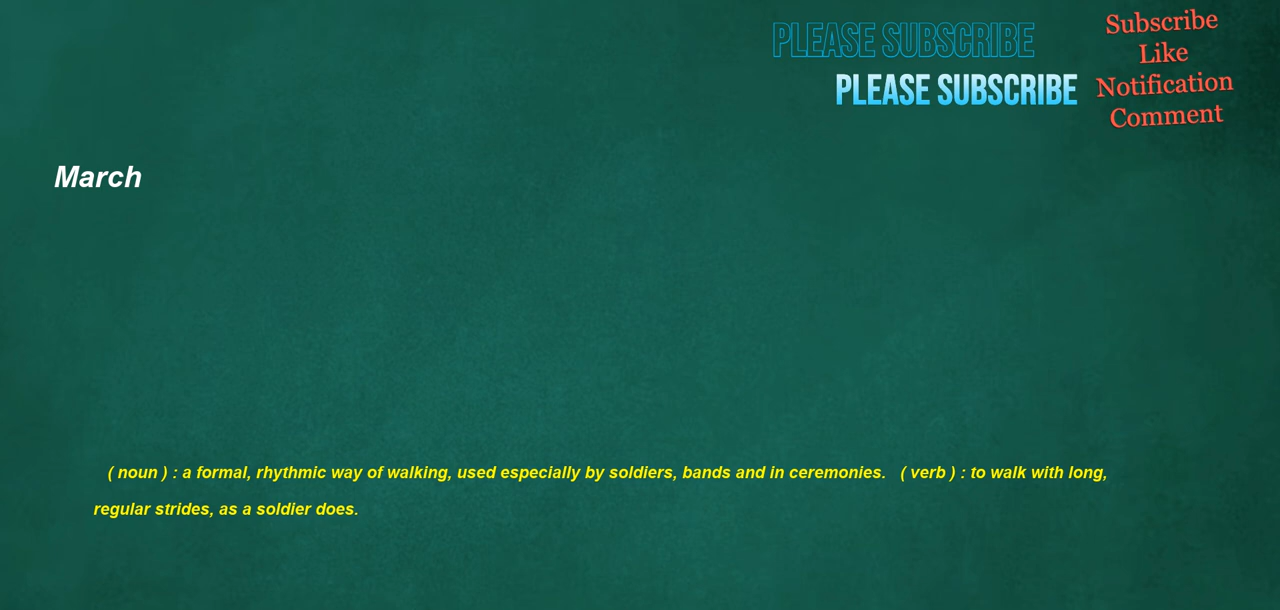 PLEASE SUBSCRIBE
PLEASE SUBSCRIBE
Subscribe
Like
Notification
Comment
March
( noun ) : a formal, rhythmic way of walking, used especially by soldiers, bands and in ceremonies.   ( verb ) : to walk with long,
regular strides, as a soldier does.